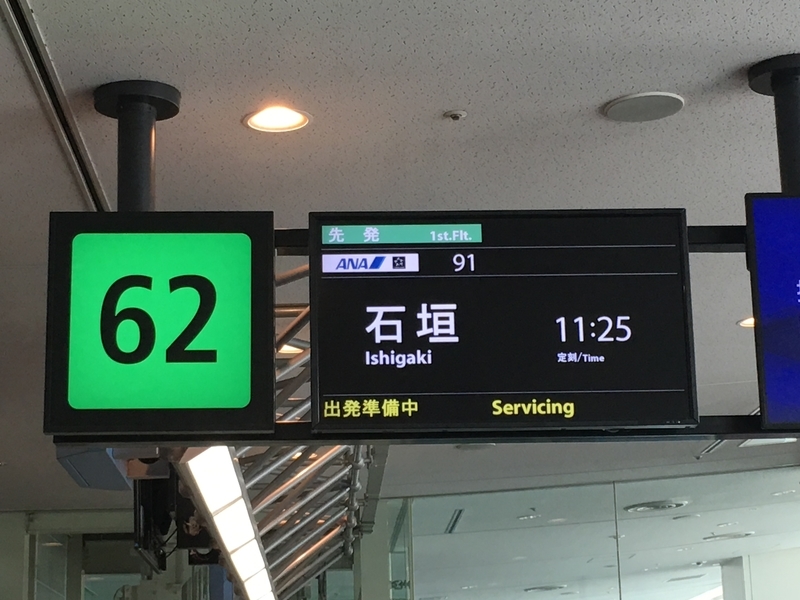 62
先 発 1st.Flt.
ANA 91
石垣 11:25
Ishigaki 定刻/Time
出発準備中 Servicing